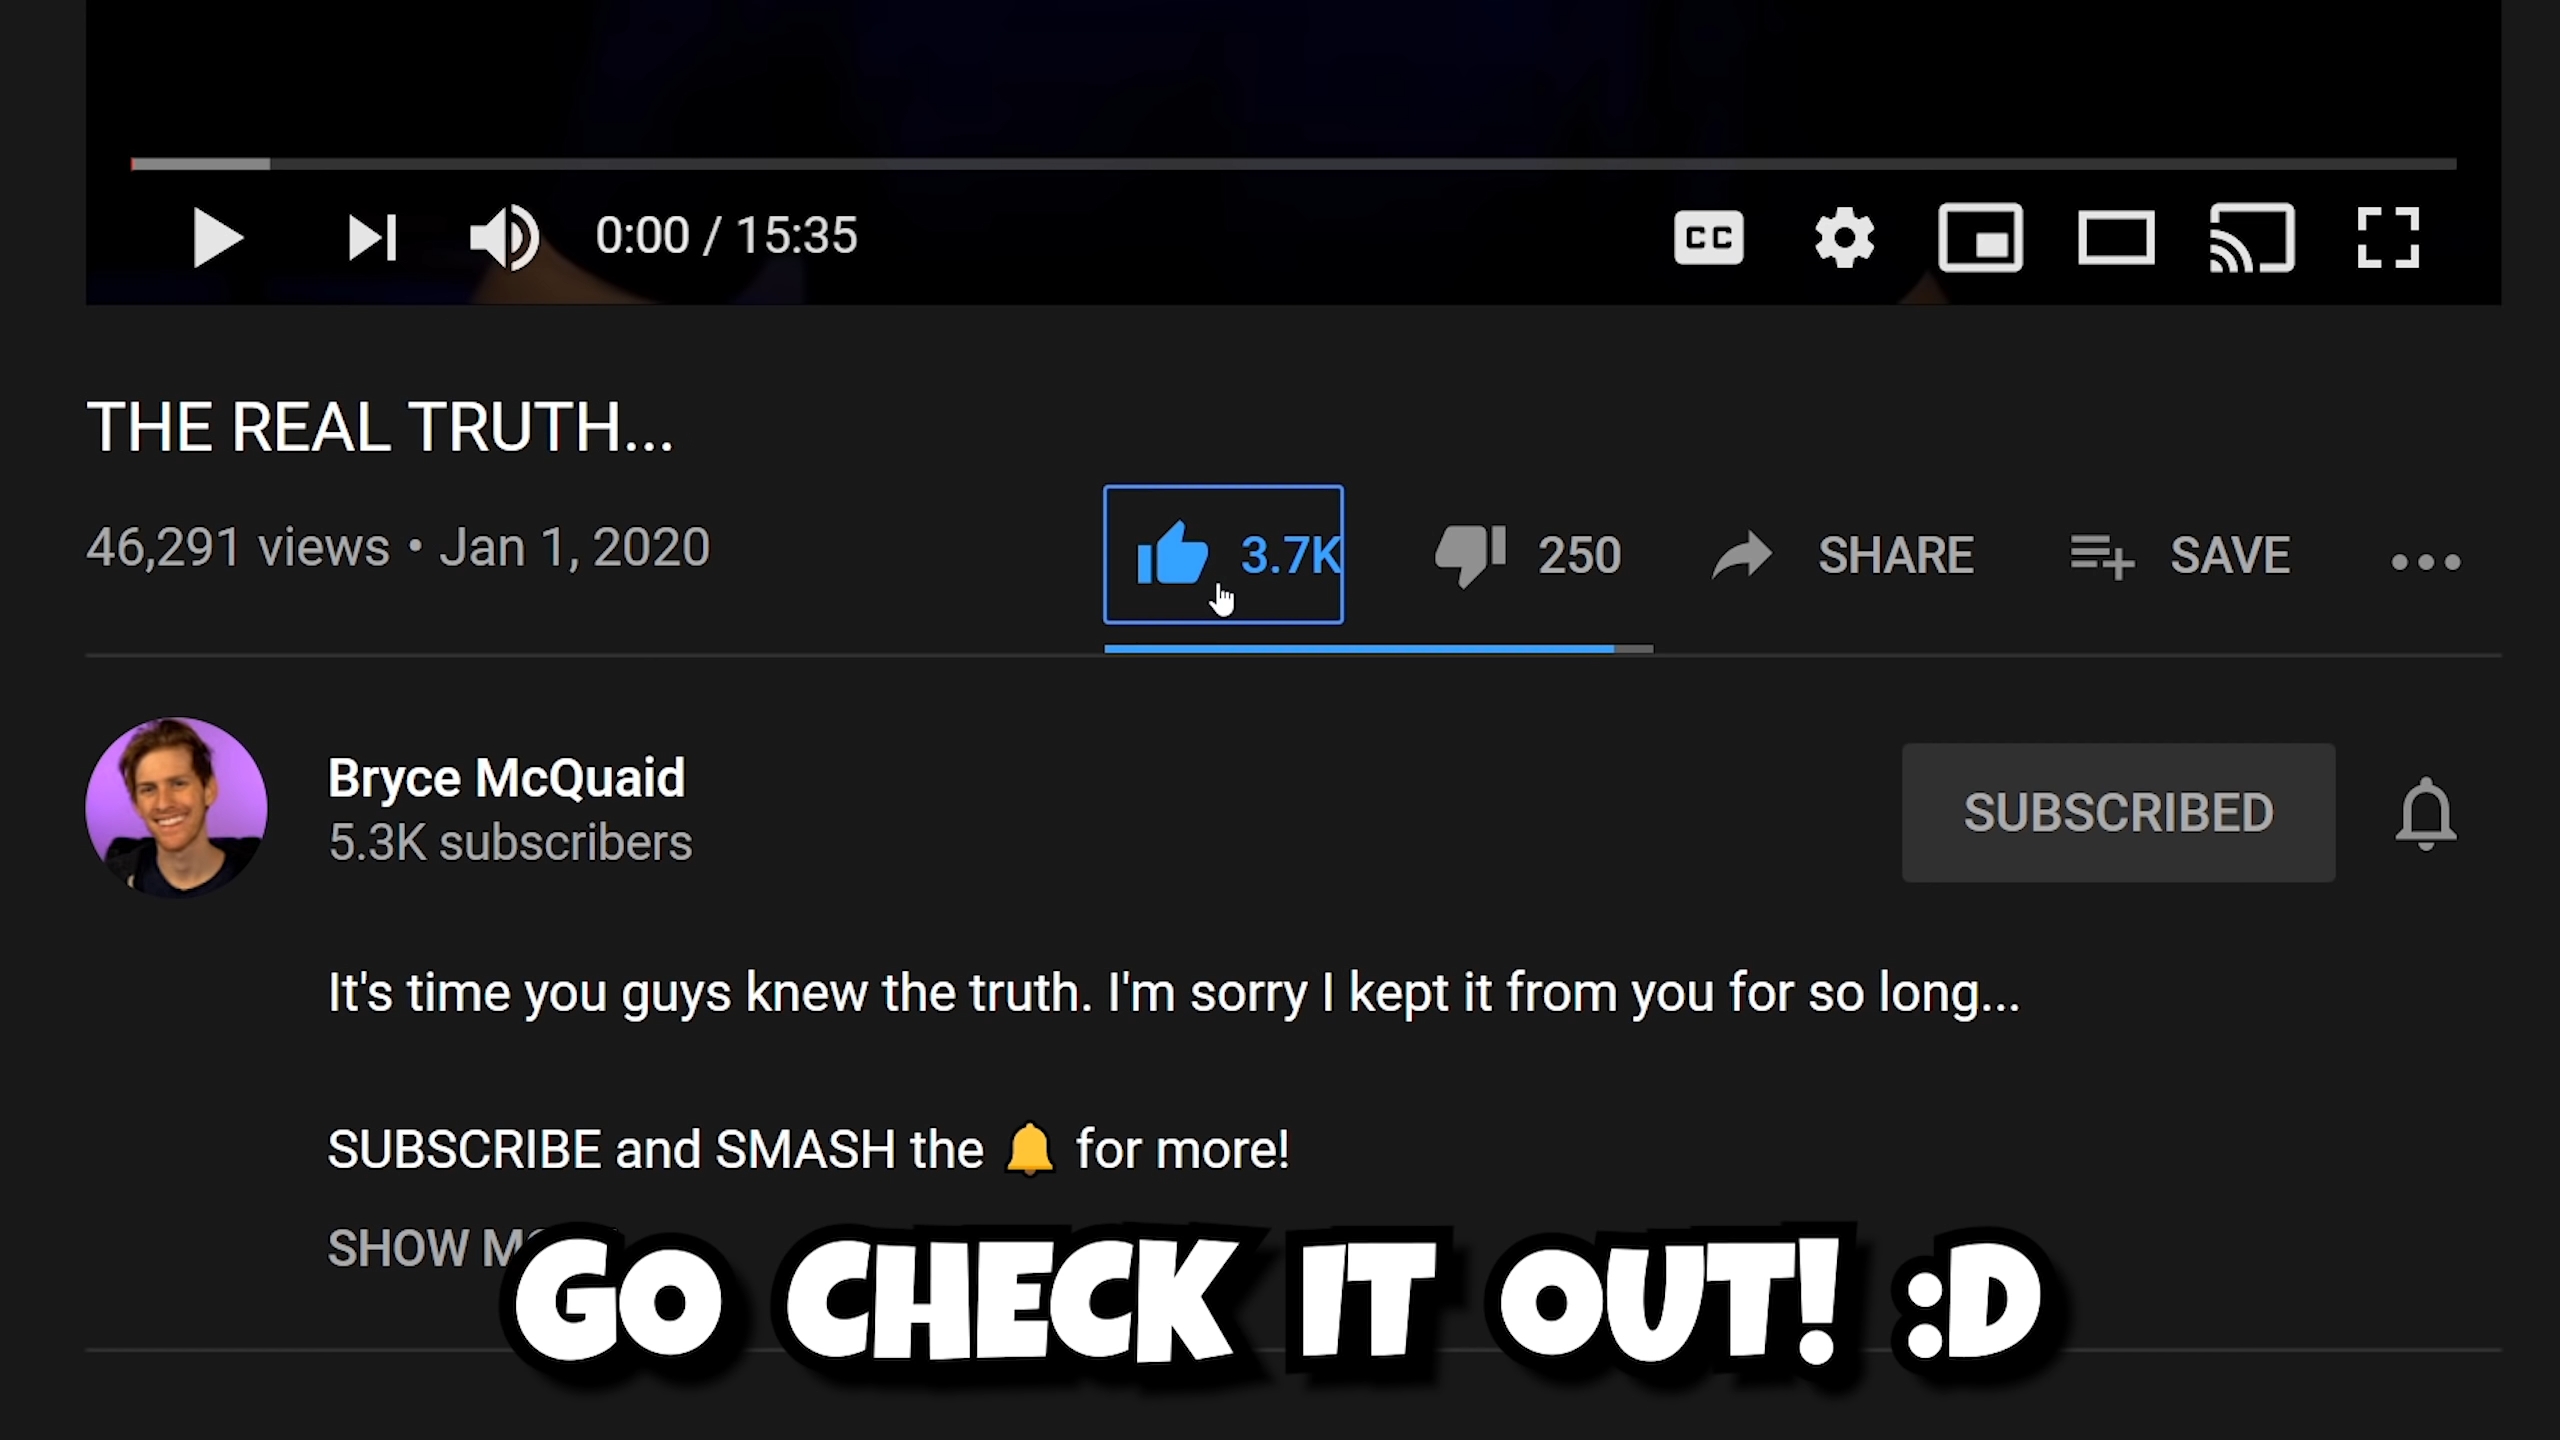 0:00 / 15:35
CC
THE REAL TRUTH...
46,291 views • Jan 1, 2020
3.7K
250
SHARE
SAVE
Bryce McQuaid
5.3K subscribers
SUBSCRIBED
It's time you guys knew the truth. I'm sorry I kept it from you for so long...
SUBSCRIBE and SMASH the 🔔 for more!
SHOW
GO CHECK IT OUT! :D